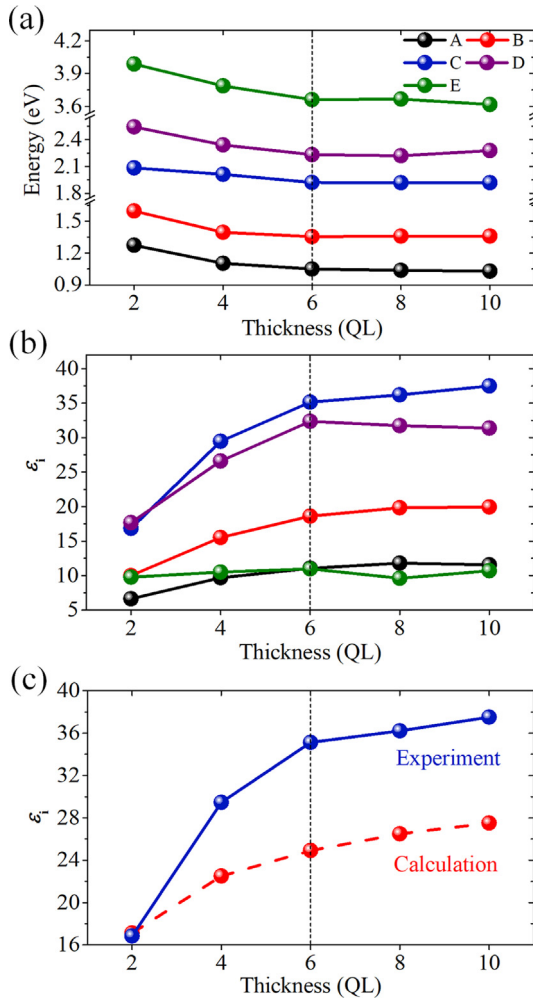 (a)
4.2
3.9
3.6
2.4
2.1
1.8
1.5
1.2
0.9
Energy (eV)
A B
C D
E
2 4 6 8 10
Thickness (QL)
(b)
40
35
30
25
20
15
10
5
εi
2 4 6 8 10
Thickness (QL)
(c)
40
36
32
28
24
20
16
εi
Experiment
Calculation
2 4 6 8 10
Thickness (QL)